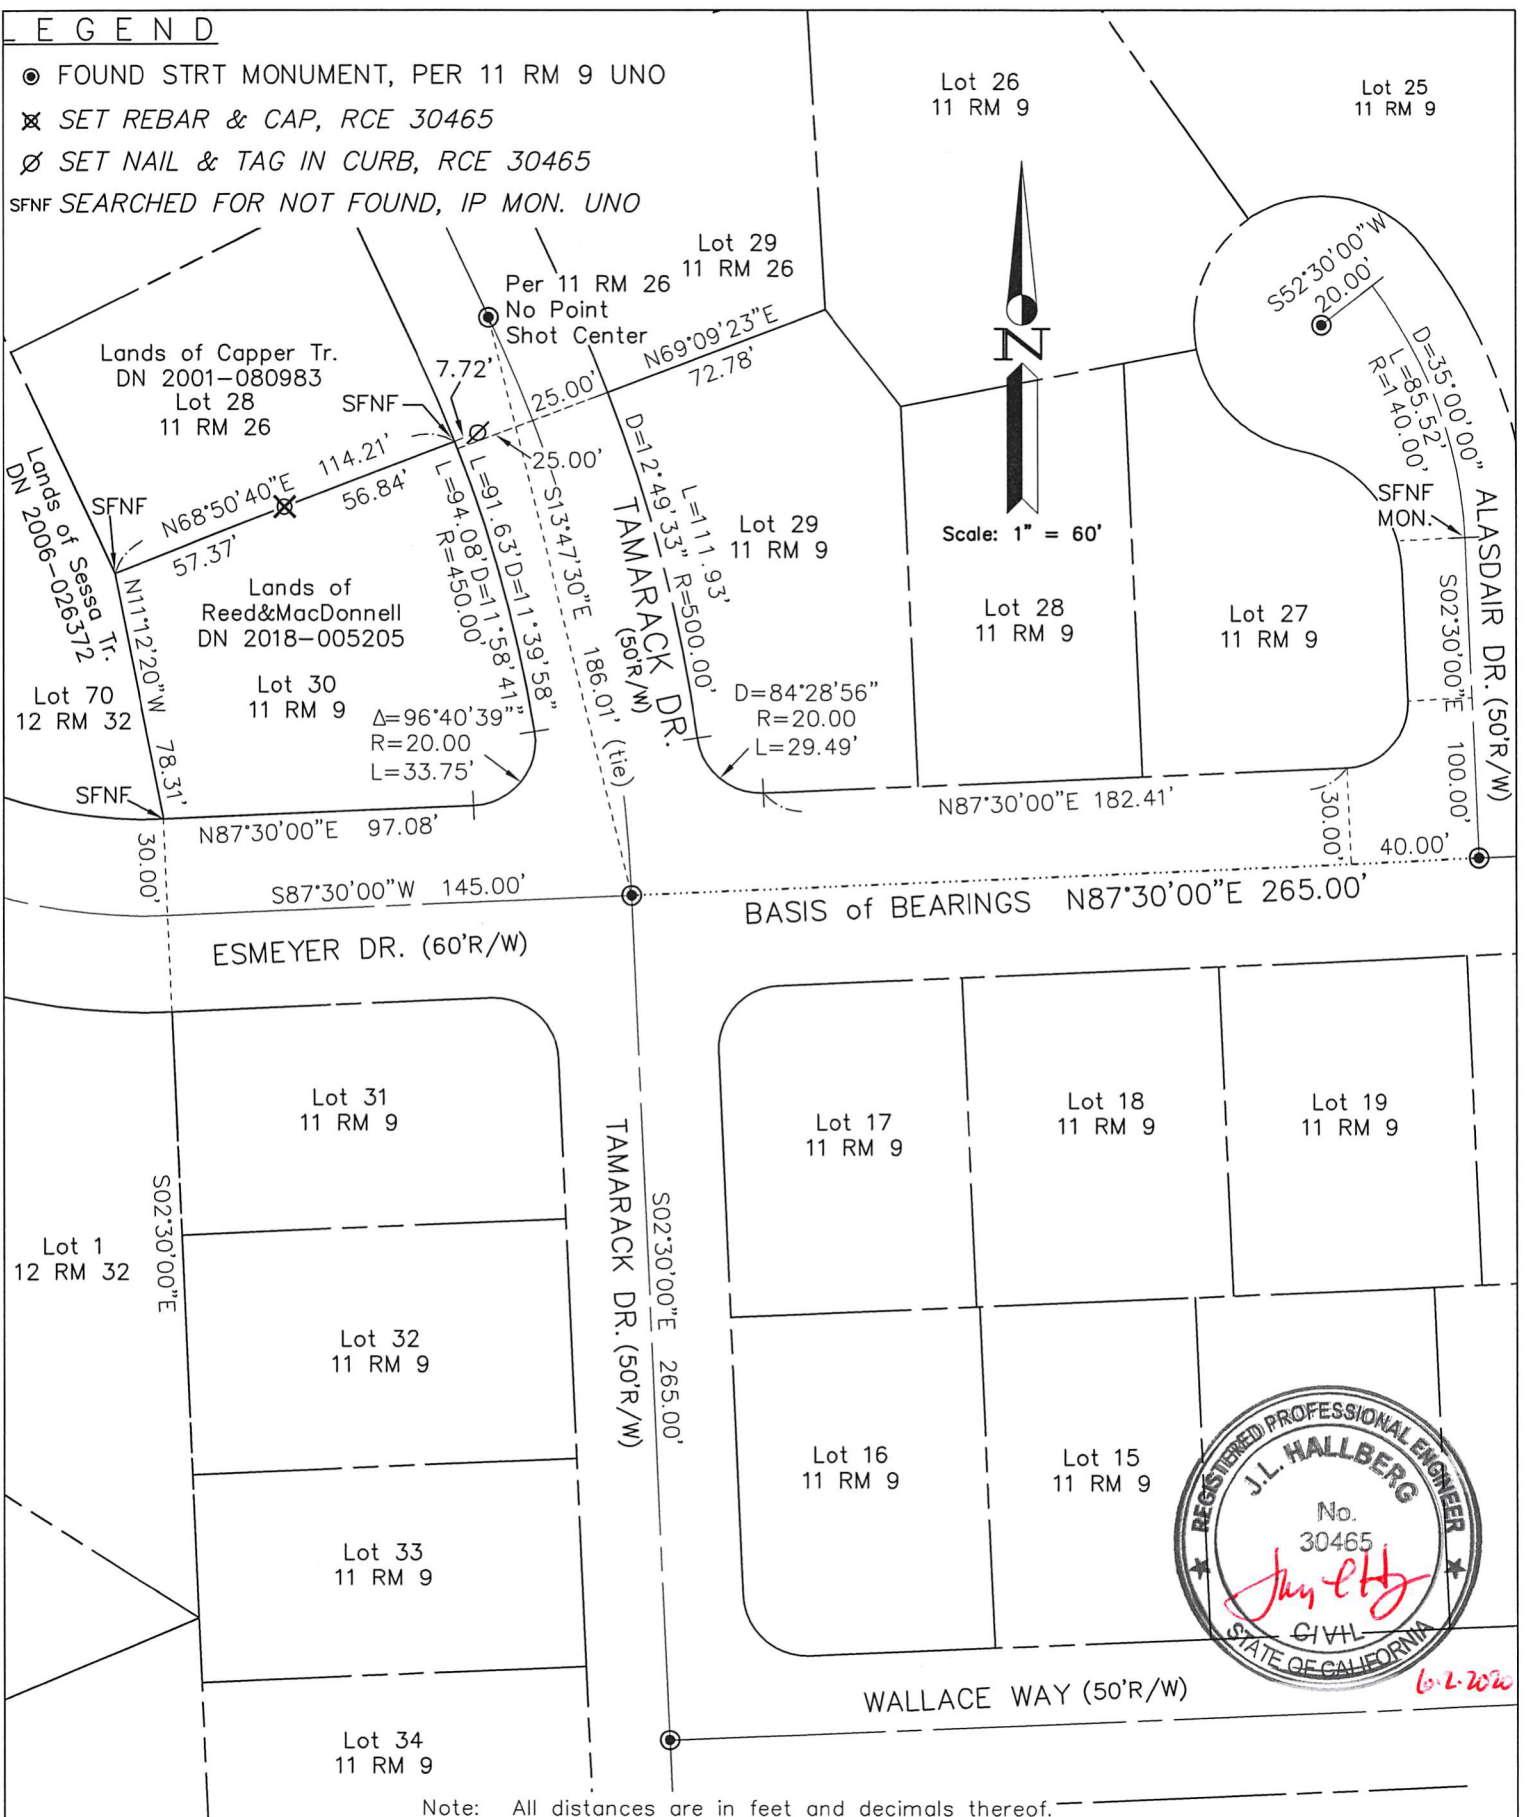 LEGEND
FOUND STRT MONUMENT, PER 11 RM 9 UNO
SET REBAR & CAP, RCE 30465
SET NAIL & TAG IN CURB, RCE 30465
SFNF SEARCHED FOR NOT FOUND, IP MON. UNO
Lot 26
11 RM 9
Lot 25
11 RM 9
Lot 29
11 RM 26
Per 11 RM 26
No Point
Shot Center
N69°09'23"E
72.78'
S52°30'00"W
20.00'
Lands of Capper Tr.
DN 2001-080983
Lot 28
11 RM 26
SFNF
7.72'
25.00'
25.00'
N
Scale: 1" = 60'
D=35°00'00"
L=85.52'
R=140.00'
Lands of Sessa Tr.
DN 2006-026372
SFNF
N68°50'40"E 114.21'
57.37'
56.84'
L=91.63' D=11°39'58"
L=94.08' D=11°58'41"
R=450.00'
S13°47'30"E 186.01' (tie)
TAMARACK DR.
(50'R/W)
D=12°49'33" R=500.00'
L=111.93'
Lot 29
11 RM 9
Lot 28
11 RM 9
Lot 27
11 RM 9
SFNF
MON.
ALASDAIR DR. (50'R/W)
S02°30'00"E 100.00'
N11°12'20"W 78.31'
Lands of
Reed&MacDonnell
DN 2018-005205
Lot 30
11 RM 9
Lot 70
12 RM 32
Δ=96°40'39"
R=20.00
L=33.75'
D=84°28'56"
R=20.00
L=29.49'
SFNF
N87°30'00"E 97.08'
N87°30'00"E 182.41'
30.00'
30.00'
40.00'
S87°30'00"W 145.00'
BASIS of BEARINGS N87°30'00"E 265.00'
ESMEYER DR. (60'R/W)
Lot 31
11 RM 9
Lot 17
11 RM 9
Lot 18
11 RM 9
Lot 19
11 RM 9
Lot 1
12 RM 32
S02°30'00"E
TAMARACK DR. (50'R/W)
S02°30'00"E 265.00'
Lot 32
11 RM 9
Lot 16
11 RM 9
Lot 15
11 RM 9
Lot 33
11 RM 9
REGISTERED PROFESSIONAL ENGINEER
J.L. HALLBERG
No.
30465
CIVIL
STATE OF CALIFORNIA
6.2.2020
WALLACE WAY (50'R/W)
Lot 34
11 RM 9
Note: All distances are in feet and decimals thereof.